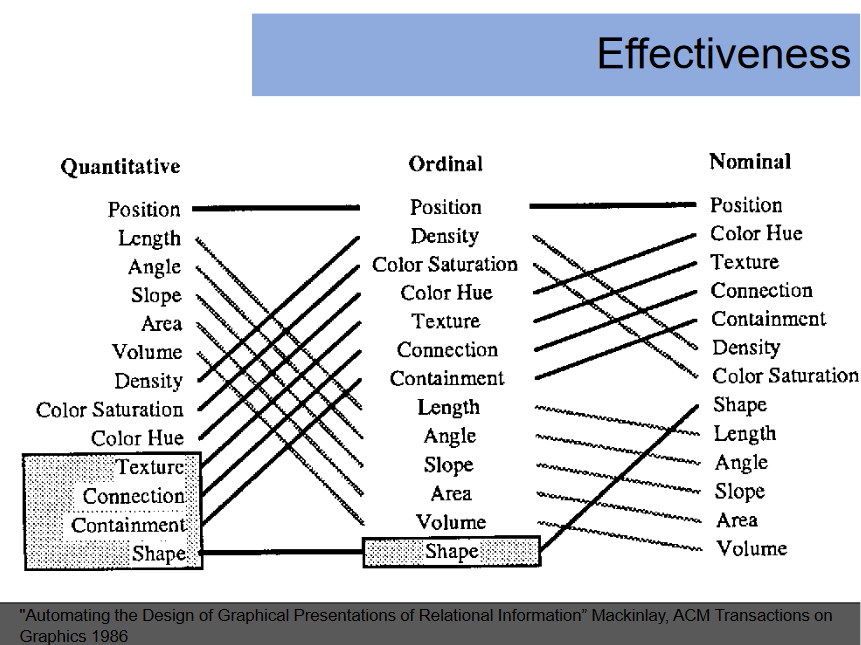 Effectiveness
Quantitative
Position
Length
Angle
Slope
Area
Volume
Density
Color Saturation
Color Hue
Texture
Connection
Containment
Shape
Ordinal
Position
Density
Color Saturation
Color Hue
Texture
Connection
Containment
Length
Angle
Slope
Area
Volume
Shape
Nominal
Position
Color Hue
Texture
Connection
Containment
Density
Color Saturation
Shape
Length
Angle
Slope
Area
Volume
"Automating the Design of Graphical Presentations of Relational Information” Mackinlay, ACM Transactions on
Graphics 1986